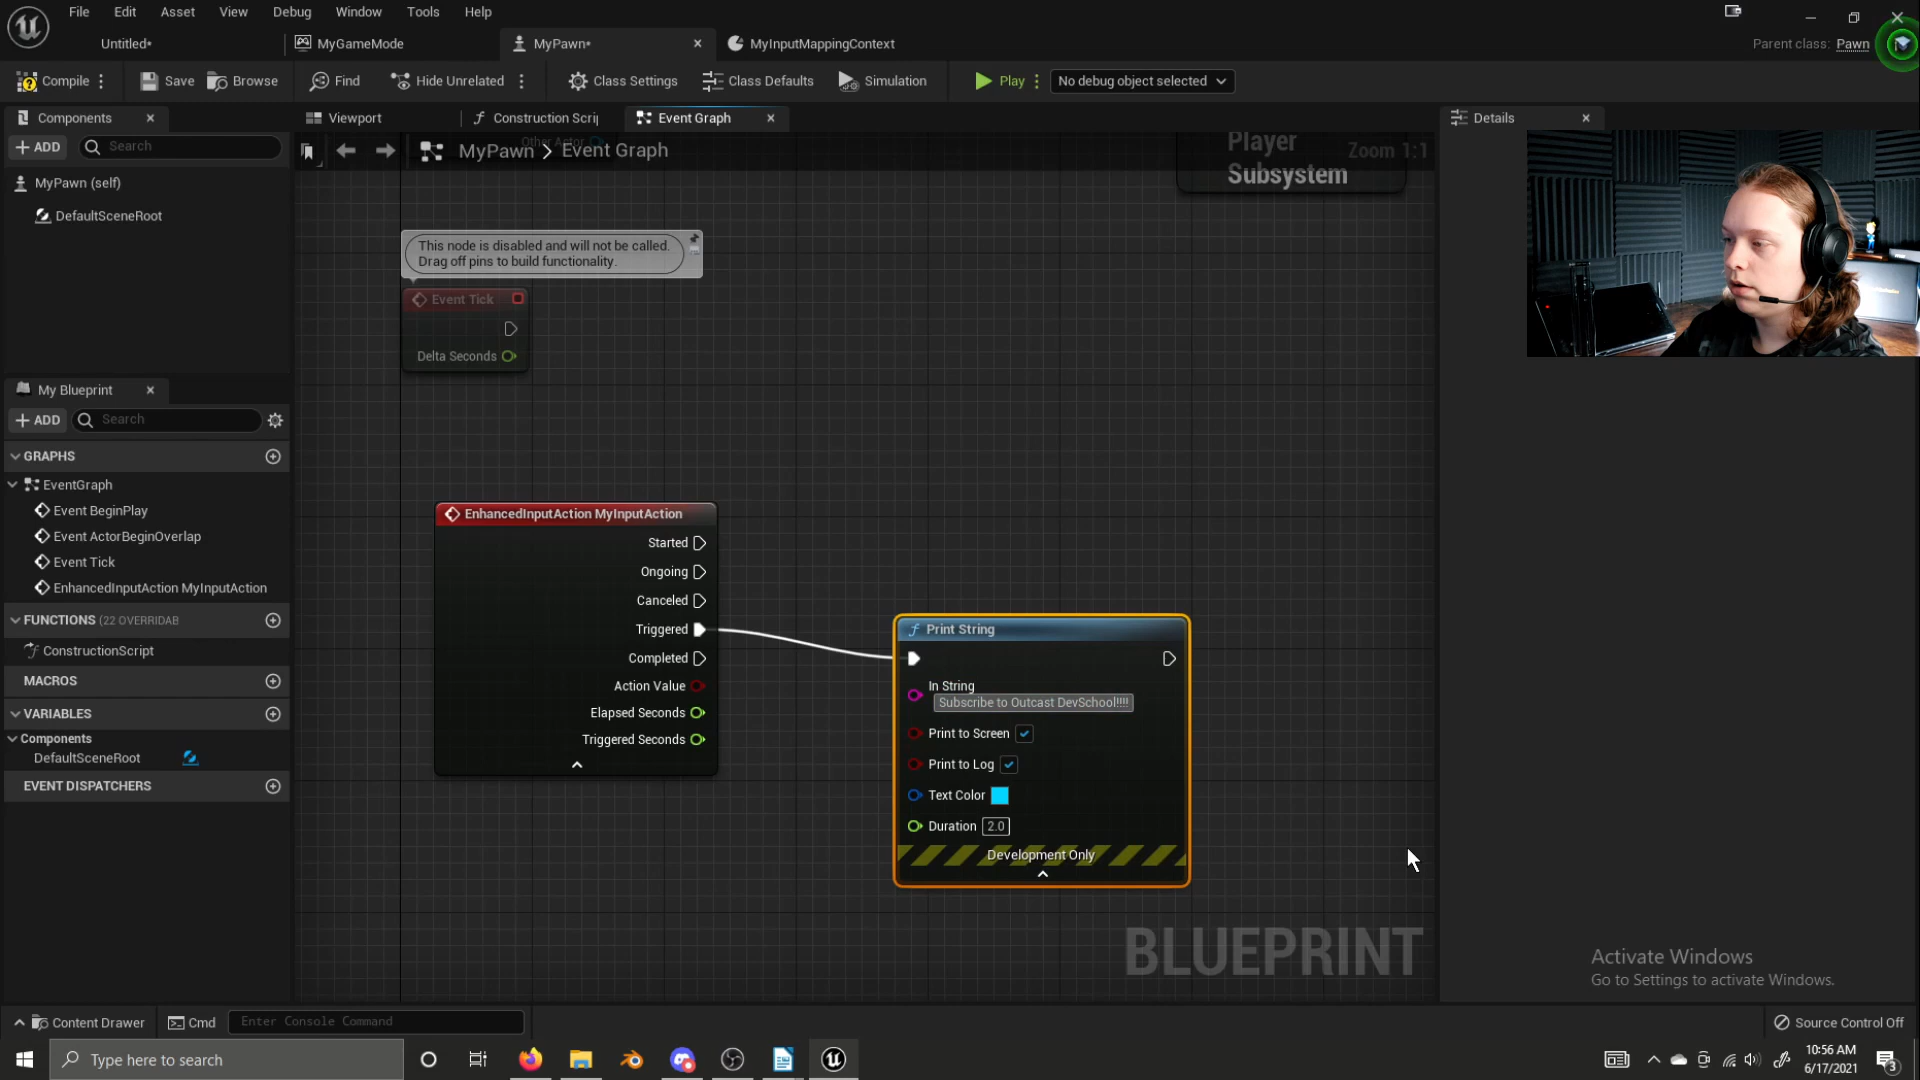 File Edit Asset View Debug Window Tools Help
Untitled* MyGameMode MyPawn* MyInputMappingContext Parent class: Pawn
Compile Save Browse Find Hide Unrelated Class Settings Class Defaults Simulation Play No debug object selected
Components Viewport Construction Scrip Event Graph Details
ADD Search MyPawn > Event Graph Zoom 1:1
Other Actor
Player
Subsystem
MyPawn (self)
DefaultSceneRoot
This node is disabled and will not be called.
Drag off pins to build functionality.
Event Tick
Delta Seconds
My Blueprint
ADD Search
GRAPHS
EventGraph
Event BeginPlay
Event ActorBeginOverlap
Event Tick
EnhancedInputAction MyInputAction
FUNCTIONS (22 OVERRIDAB
ConstructionScript
MACROS
VARIABLES
Components
DefaultSceneRoot
EVENT DISPATCHERS
EnhancedInputAction MyInputAction
Started
Ongoing
Canceled
Triggered
Completed
Action Value
Elapsed Seconds
Triggered Seconds
Print String
In String
Subscribe to Outcast DevSchool!!!!
Print to Screen
Print to Log
Text Color
Duration 2.0
Development Only
BLUEPRINT
Activate Windows
Go to Settings to activate Windows.
Content Drawer Cmd Enter Console Command Source Control Off
Type here to search 10:56 AM
6/17/2021 3